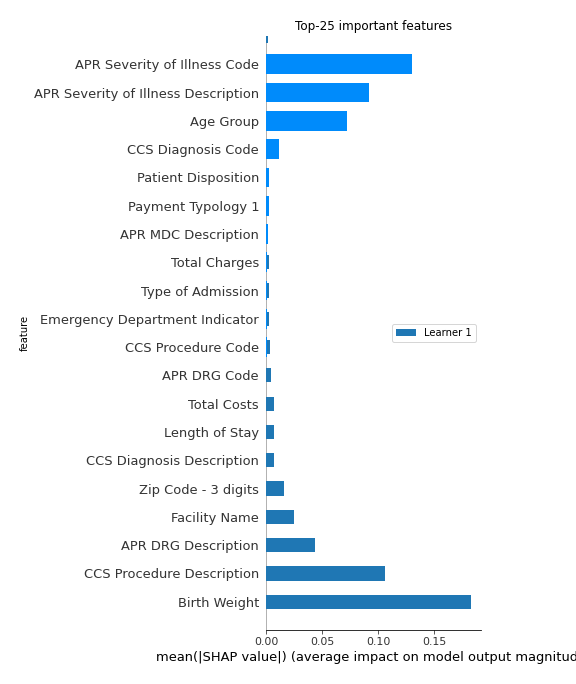 Top-25 important features
APR Severity of Illness Code
APR Severity of Illness Description
Age Group
CCS Diagnosis Code
Patient Disposition
Payment Typology 1
APR MDC Description
Total Charges
Type of Admission
Emergency Department Indicator
CCS Procedure Code
APR DRG Code
Total Costs
Length of Stay
CCS Diagnosis Description
Zip Code - 3 digits
Facility Name
APR DRG Description
CCS Procedure Description
Birth Weight
feature
Learner 1
0.00 0.05 0.10 0.15
mean(|SHAP value|) (average impact on model output magnitud